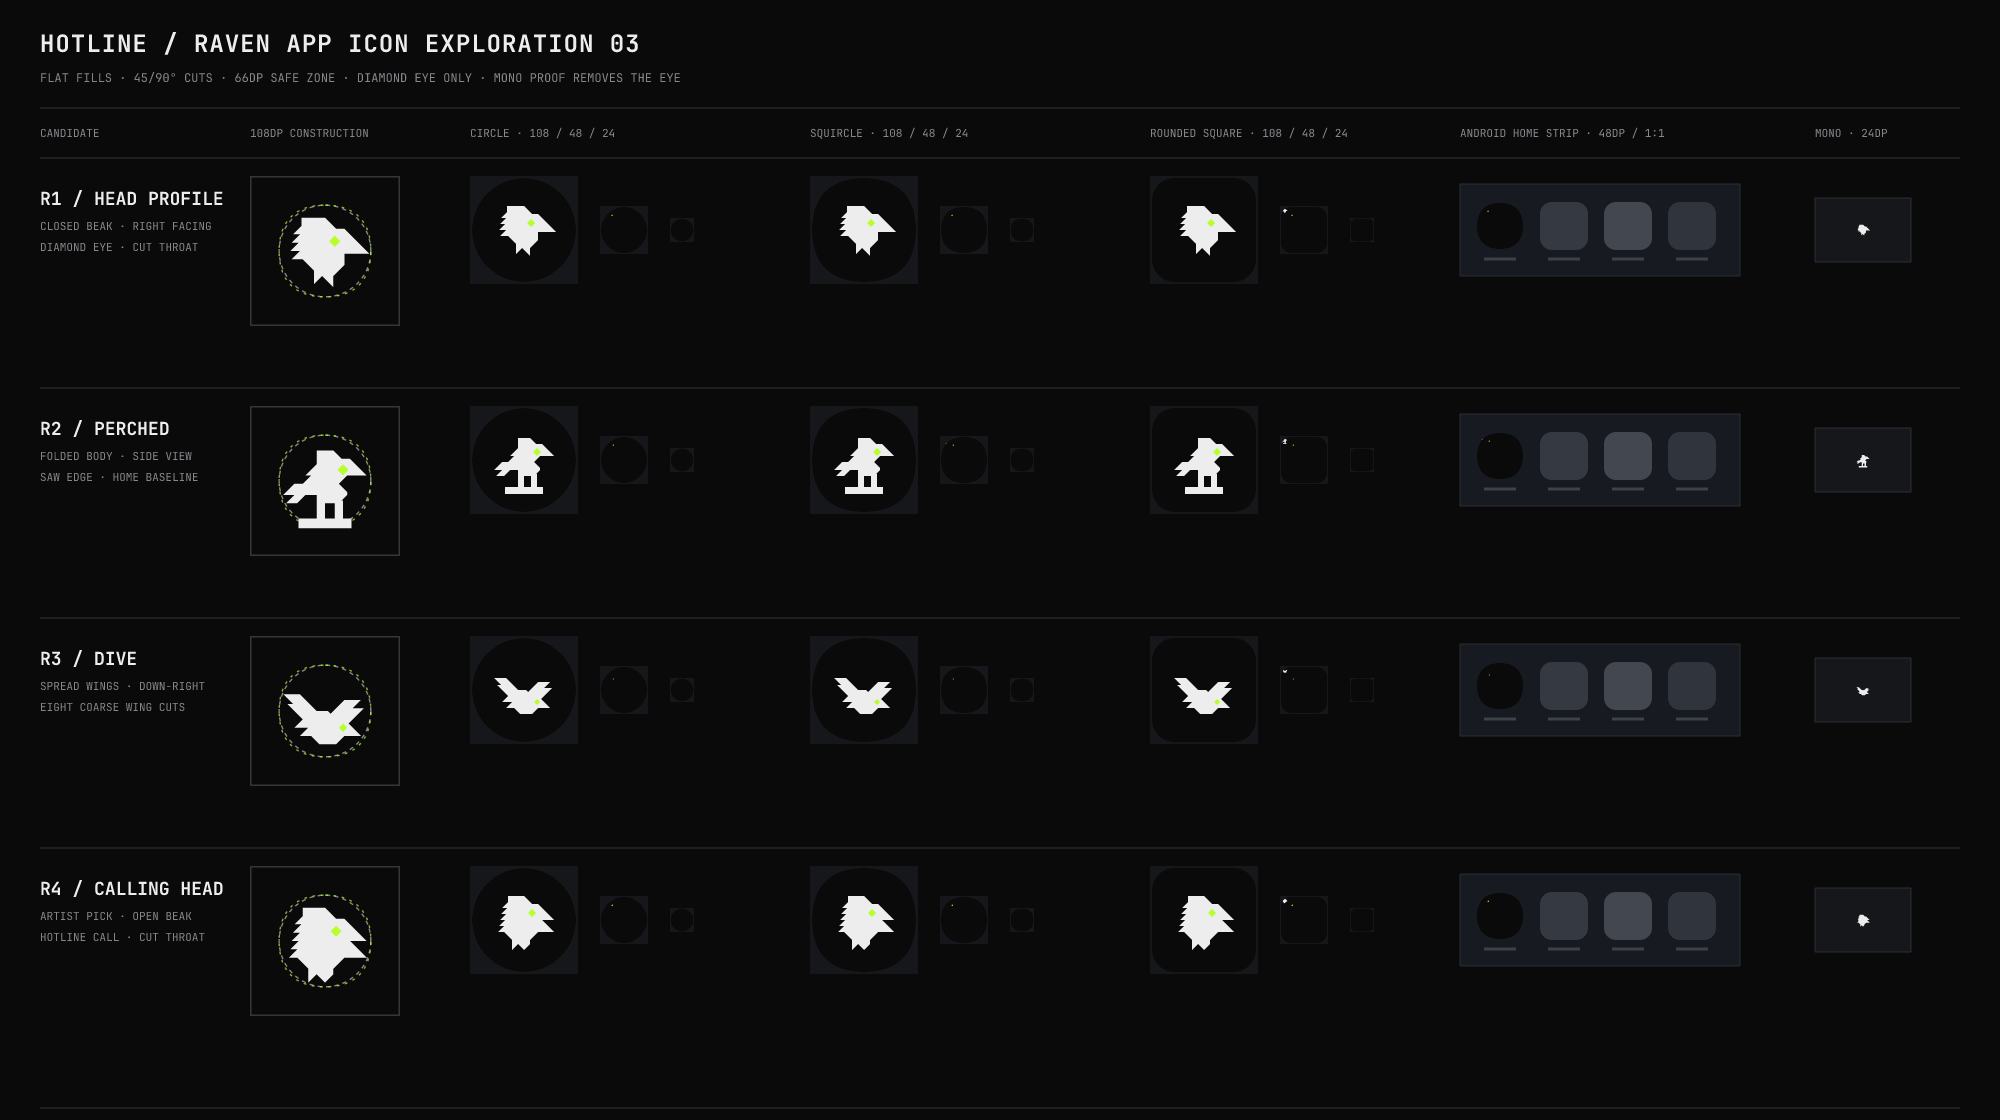 HOTLINE / RAVEN APP ICON EXPLORATION 03
FLAT FILLS · 45/90° CUTS · 66DP SAFE ZONE · DIAMOND EYE ONLY · MONO PROOF REMOVES THE EYE
CANDIDATE
108DP CONSTRUCTION
CIRCLE · 108 / 48 / 24
SQUIRCLE · 108 / 48 / 24
ROUNDED SQUARE · 108 / 48 / 24
ANDROID HOME STRIP · 48DP / 1:1
MONO · 24DP
R1 / HEAD PROFILE
CLOSED BEAK · RIGHT FACING
DIAMOND EYE · CUT THROAT
R2 / PERCHED
FOLDED BODY · SIDE VIEW
SAW EDGE · HOME BASELINE
R3 / DIVE
SPREAD WINGS · DOWN-RIGHT
EIGHT COARSE WING CUTS
R4 / CALLING HEAD
ARTIST PICK · OPEN BEAK
HOTLINE CALL · CUT THROAT